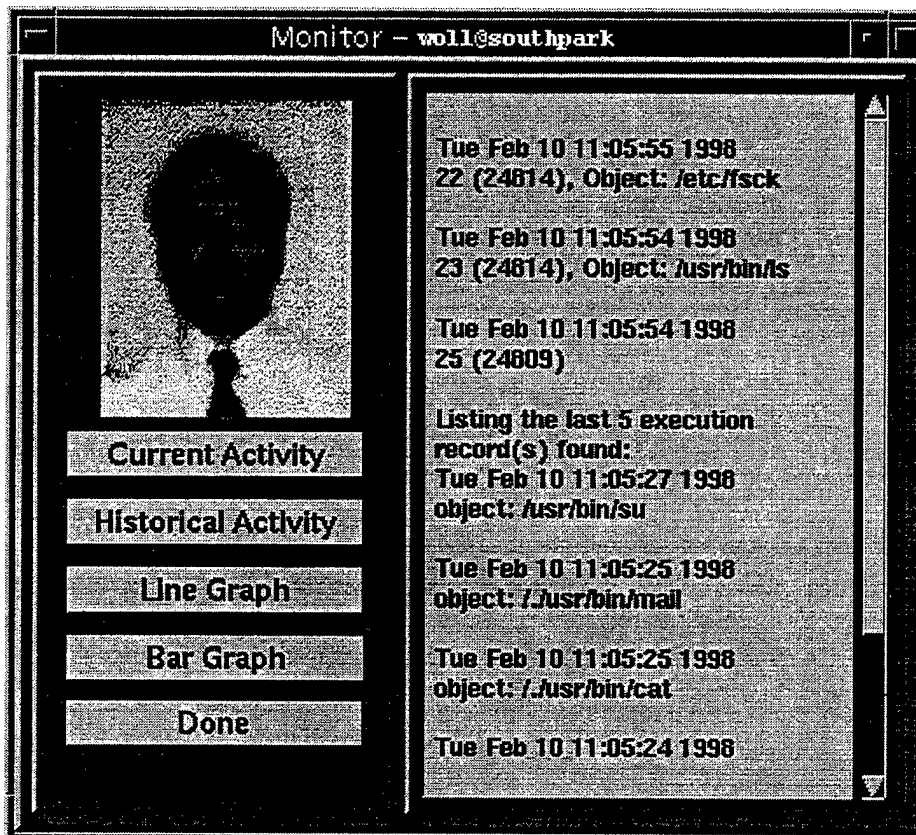 Monitor – woll@southpark
Current Activity
Historical Activity
Line Graph
Bar Graph
Done
Tue Feb 10 11:05:55 1998
22 (24814), Object: /etc/fsck
Tue Feb 10 11:05:54 1998
23 (24814), Object: /usr/bin/ls
Tue Feb 10 11:05:54 1998
25 (24809)
Listing the last 5 execution
record(s) found:
Tue Feb 10 11:05:27 1998
object: /usr/bin/su
Tue Feb 10 11:05:25 1998
object: /./usr/bin/mail
Tue Feb 10 11:05:25 1998
object: /./usr/bin/cat
Tue Feb 10 11:05:24 1998